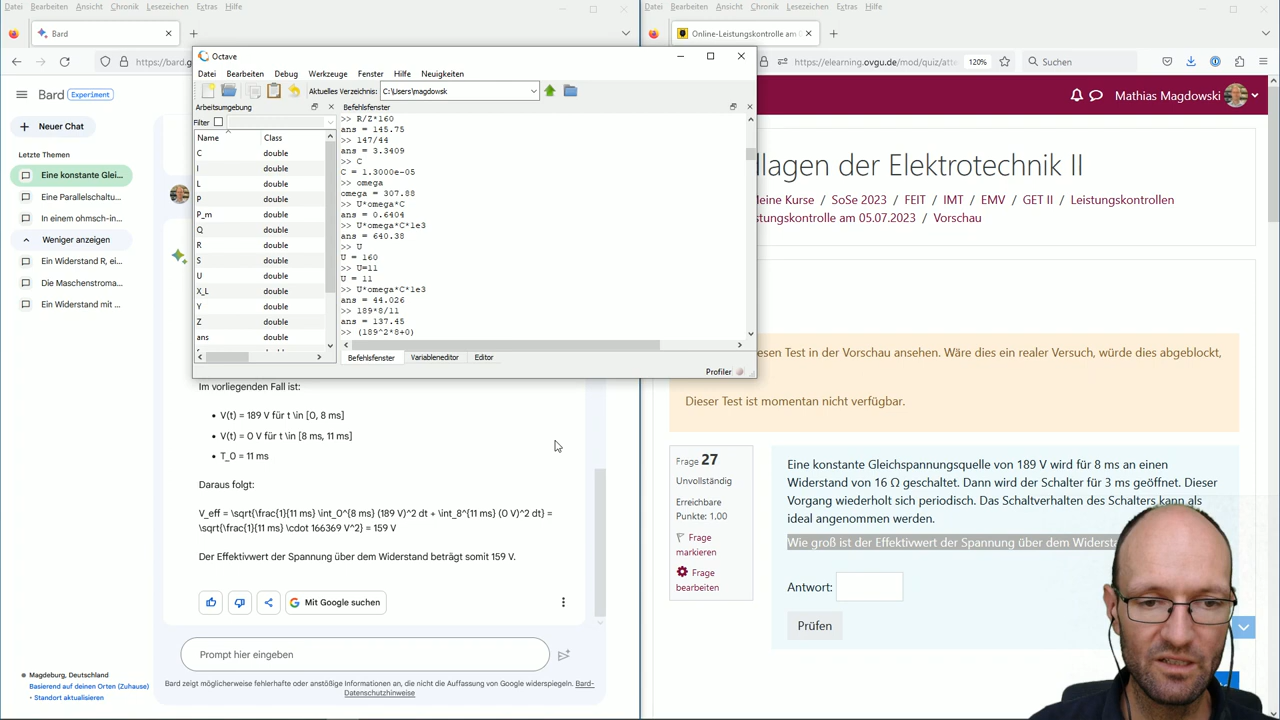 Datei Bearbeiten Ansicht Chronik Lesezeichen Extras Hilfe
Bard
https://bard.g
Bard Experiment
Neuer Chat
Letzte Themen
Eine konstante Glei...
Eine Parallelschaltu...
In einem ohmsch-in...
Weniger anzeigen
Ein Widerstand R, ei...
Die Maschenstroma...
Ein Widerstand mit ...
Magdeburg, Deutschland
Basierend auf deinen Orten (Zuhause)
• Standort aktualisieren
Octave
Datei Bearbeiten Debug Werkzeuge Fenster Hilfe Neuigkeiten
Aktuelles Verzeichnis: C:\Users\magdowsk
Arbeitsumgebung
Filter
Name Class
C double
I double
L double
P double
P_m double
Q double
R double
S double
U double
X_L double
Y double
Z double
ans double
Befehlsfenster
>> R/Z*160
ans = 145.75
>> 147/44
ans = 3.3409
>> C
C = 1.3000e-05
>> omega
omega = 307.88
>> U*omega*C
ans = 0.6404
>> U*omega*C*1e3
ans = 640.38
>> U
U = 160
>> U=11
U = 11
>> U*omega*C*1e3
ans = 44.026
>> 189*8/11
ans = 137.45
>> (189^2*8+0)
Befehlsfenster Variableneditor Editor
Profiler
Im vorliegenden Fall ist:
• V(t) = 189 V für t \in [0, 8 ms]
• V(t) = 0 V für t \in [8 ms, 11 ms]
• T_0 = 11 ms
Daraus folgt:
V_eff = \sqrt{\frac{1}{11 ms} \int_0^{8 ms} (189 V)^2 dt + \int_8^{11 ms} (0 V)^2 dt} =
\sqrt{\frac{1}{11 ms} \cdot 166369 V^2} = 159 V
Der Effektivwert der Spannung über dem Widerstand beträgt somit 159 V.
Mit Google suchen
Prompt hier eingeben
Bard zeigt möglicherweise fehlerhafte oder anstößige Informationen an, die nicht die Auffassung von Google widerspiegeln. Bard-
Datenschutzhinweise
Datei Bearbeiten Ansicht Chronik Lesezeichen Extras Hilfe
Online-Leistungskontrolle am
https://elearning.ovgu.de/mod/quiz/atte
120%
Suchen
Mathias Magdowski
dlagen der Elektrotechnik II
eine Kurse / SoSe 2023 / FEIT / IMT / EMV / GET II / Leistungskontrollen
stungskontrolle am 05.07.2023 / Vorschau
esen Test in der Vorschau ansehen. Wäre dies ein realer Versuch, würde dies abgeblockt,
Dieser Test ist momentan nicht verfügbar.
Frage 27
Unvollständig
Erreichbare
Punkte: 1.00
Frage
markieren
Frage
bearbeiten
Eine konstante Gleichspannungsquelle von 189 V wird für 8 ms an einen
Widerstand von 16 Ω geschaltet. Dann wird der Schalter für 3 ms geöffnet. Dieser
Vorgang wiederholt sich periodisch. Das Schaltverhalten des Schalters kann als
ideal angenommen werden.
Wie groß ist der Effektivwert der Spannung über dem Widersta
Antwort:
Prüfen